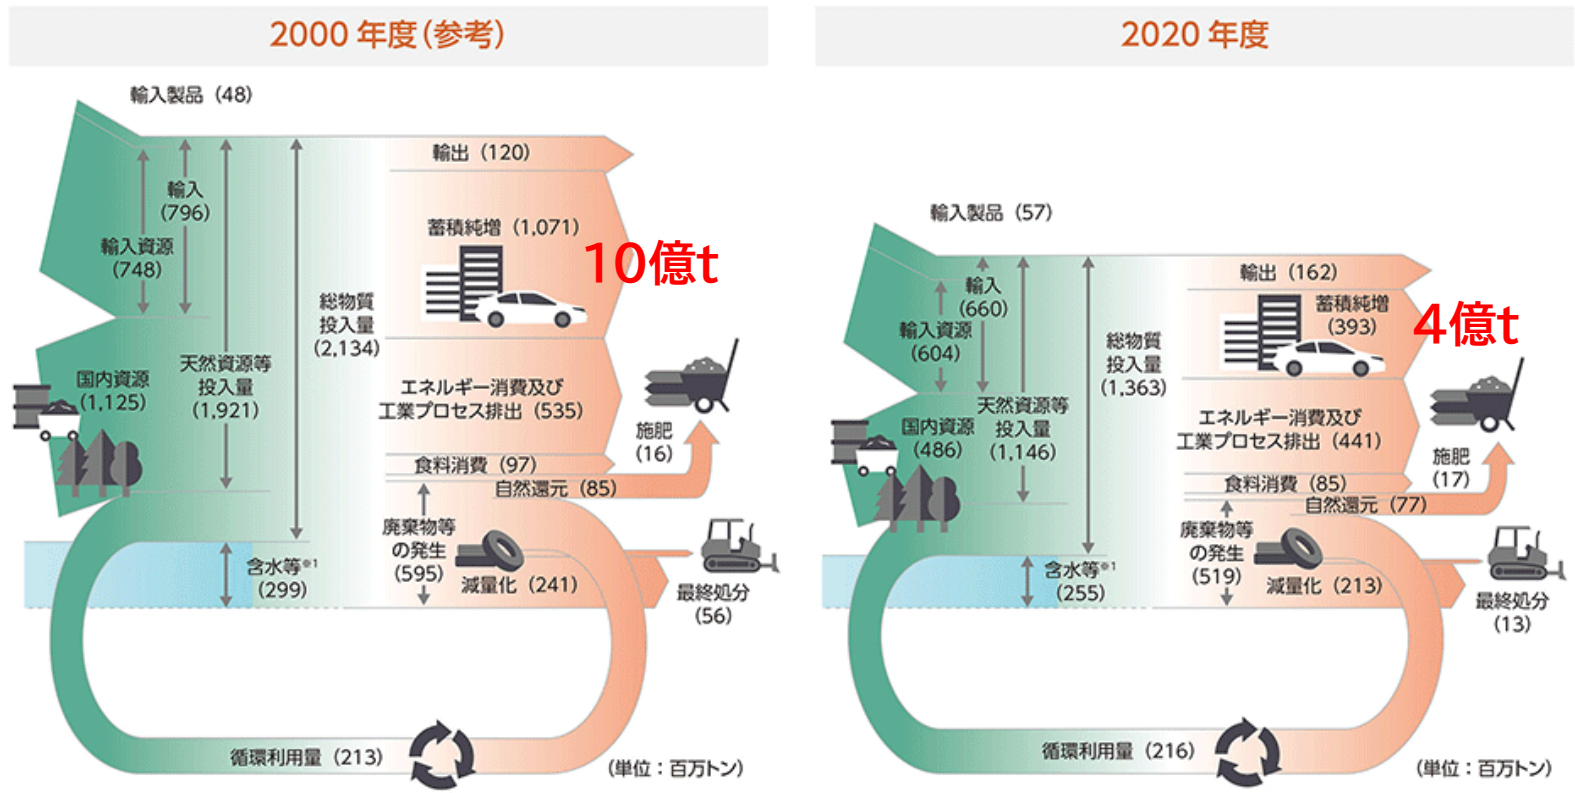 2000 年度(参考)
輸入製品(48)
輸出(120)
輸入
(796)
輸入資源
(748)
蓄積純増(1,071)
10億t
総物質
投入量
(2,134)
天然資源等
投入量
(1,921)
国内資源
(1,125)
エネルギー消費及び
工業プロセス排出(535)
施肥
(16)
食料消費(97)
自然還元(85)
廃棄物等
の発生
(595)
含水等※1
(299)
減量化(241)
最終処分
(56)
循環利用量(213)
(単位:百万トン)
2020 年度
輸入製品(57)
輸出(162)
輸入
(660)
輸入資源
(604)
蓄積純増
(393)
4億t
総物質
投入量
(1,363)
天然資源等
投入量
(1,146)
国内資源
(486)
エネルギー消費及び
工業プロセス排出(441)
施肥
(17)
食料消費(85)
自然還元(77)
廃棄物等
の発生
(519)
含水等※1
(255)
減量化(213)
最終処分
(13)
循環利用量(216)
(単位:百万トン)